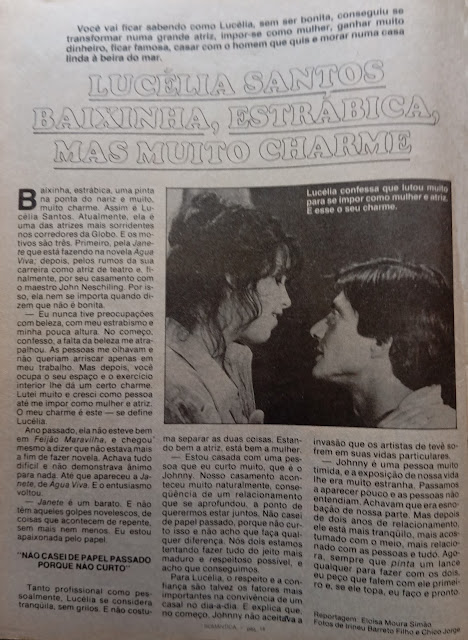 Você vai ficar sabendo como Lucélia, sem ser bonita, conseguiu se
transformar numa grande atriz, impor-se como mulher, ganhar muito
dinheiro, ficar famosa, casar com o homem que quis e morar numa casa
linda à beira do mar.
LUCÉLIA SANTOS
BAIXINHA, ESTRÁBICA,
MAS MUITO CHARME
Baixinha, estrábica, uma pinta
na ponta do nariz e muito,
muito charme. Assim é Lu-
célia Santos. Atualmente, ela é
uma das atrizes mais sorridentes
nos corredores da Globo. E os mo-
tivos são três. Primeiro, pela Jane-
te que está fazendo na novela Água
Viva; depois, pelos rumos da sua
carreira como atriz de teatro e, fi-
nalmente, por seu casamento com
o maestro John Neschling. Por is-
so, ela nem se importa quando di-
zem que não é bonita.
— Eu nunca tive preocupações
com beleza, com meu estrabismo e
minha pouca altura. No começo,
confesso, a falta da beleza me atra-
palhou. As pessoas me olhavam e
não queriam arriscar apenas em
meu trabalho. Mas depois, você
ocupa o seu espaço e o exercício
interior lhe dá um certo charme.
Lutei muito e cresci como pessoa
até me impor como mulher e atriz.
O meu charme é este — se define
Lucélia.
Ano passado, ela não esteve bem
em Feijão Maravilha, e chegou
mesmo a dizer que não estava mais
a fim de fazer novela. Achava tudo
difícil e não demonstrava ânimo
para nada. Até que apareceu a Ja-
nete, de Água Viva. E o entusiasmo
voltou.
— Janete é um barato. E não
têm aqueles golpes novelescos, de
coisas que acontecem de repente,
sem mais nem menos. Eu estou
apaixonada pelo papel.
"NÃO CASEI DE PAPEL PASSADO
PORQUE NÃO CURTO"
Tanto profissional como pes-
soalmente, Lucélia se considera
tranqüila, sem grilos. E não costu-
Lucélia confessa que lutou muito
para se impor como mulher e atriz.
E esse o seu charme.
ma separar as duas coisas. Estan-
do bem a atriz, está bem a mulher.
— Estou casada com uma pes-
soa que eu curto muito, que é o
Johnny. Nosso casamento acon-
teceu muito naturalmente, conse-
qüência de um relacionamento
que se aprofundou, a ponto de
querermos estar juntos. Não casei
de papel passado, porque não cur-
to isso e não acho que faça qual-
quer diferença. Nós dois estamos
tentando fazer tudo do jeito mais
maduro e respeitoso possível, e
acho que conseguimos.
Para Lucélia, o respeito e a con-
fiança são talvez os fatores mais
importantes na convivência de um
casal no dia-a-dia. E explica que,
no começo, Johnny não aceitava a
invasão que os artistas de tevê so-
frem em suas vidas particulares.
— Johnny é uma pessoa muito
tímida, e a exposição de nossa vida
lhe era muito estranha. Passamos
a aparecer pouco e as pessoas não
entendiam. Achavam que era esno-
bação de nossa parte. Mas depois
de dois anos de relacionamento,
ele está mais tranqüilo, mais acos-
tumado com o meio, mais relacio-
nado com as pessoas e tudo. Ago-
ra, sempre que pinta um lance
qualquer para fazer com os dois,
eu peço que falem com ele primei-
ro e, se ele topa, eu faço e pronto
Reportagem: Eloisa Moura Simão
Fotos de Irineu Barreto Filho e Chico Jorge
ROMÂNTICA - pág. 14